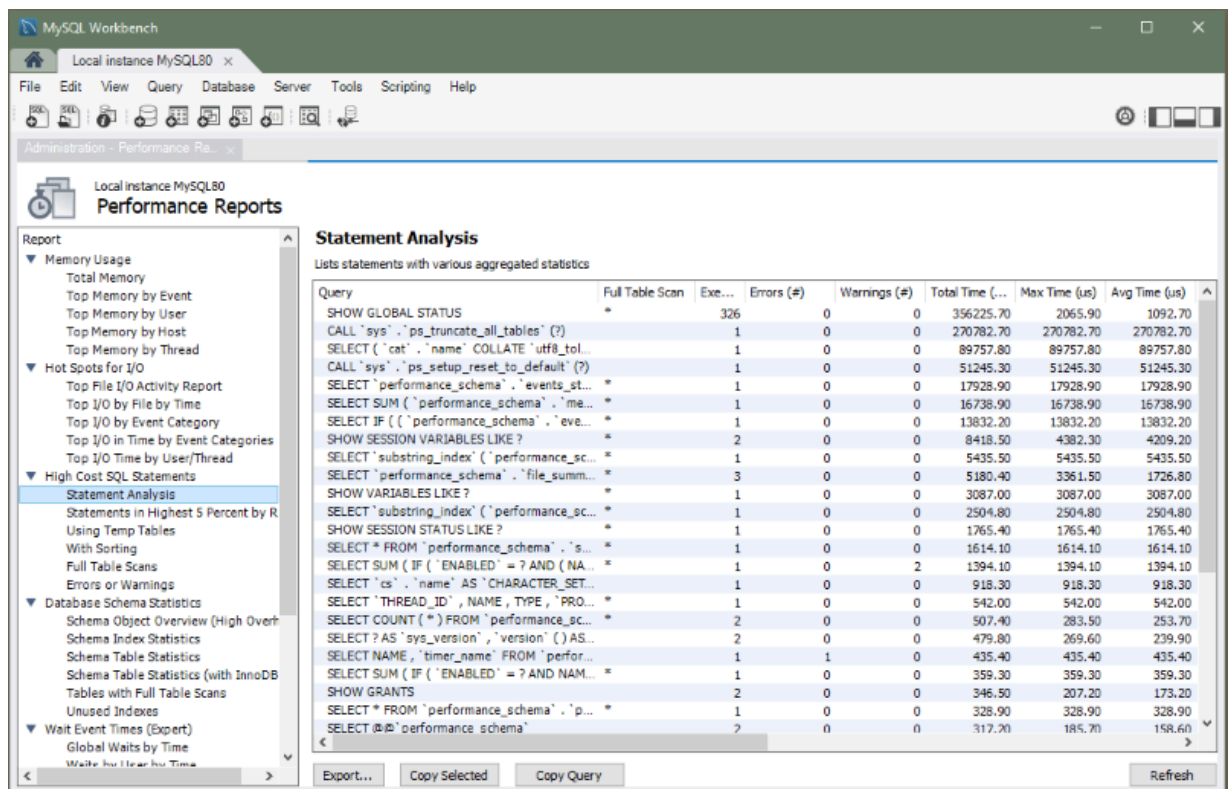 MySQL Workbench
Local instance MySQL80
File Edit View Query Database Server Tools Scripting Help
Administration - Performance Re...
Local instance MySQL80
Performance Reports
Report
Memory Usage
Total Memory
Top Memory by Event
Top Memory by User
Top Memory by Host
Top Memory by Thread
Hot Spots for I/O
Top File I/O Activity Report
Top I/O by File by Time
Top I/O by Event Category
Top I/O in Time by Event Categories
Top I/O Time by User/Thread
High Cost SQL Statements
Statement Analysis
Statements in Highest 5 Percent by R
Using Temp Tables
With Sorting
Full Table Scans
Errors or Warnings
Database Schema Statistics
Schema Object Overview (High Overh
Schema Index Statistics
Schema Table Statistics
Schema Table Statistics (with InnoDB
Tables with Full Table Scans
Unused Indexes
Wait Event Times (Expert)
Global Waits by Time
Waits by User by Time
Statement Analysis
Lists statements with various aggregated statistics
Query Full Table Scan Exe... Errors (#) Warnings (#) Total Time (... Max Time (us) Avg Time (us)
SHOW GLOBAL STATUS * 326 0 0 356225.70 2065.90 1092.70
CALL `sys` . `ps_truncate_all_tables` (?) 1 0 0 270782.70 270782.70 270782.70
SELECT ( `cat` . `name` COLLATE `utf8_tol... 1 0 0 89757.80 89757.80 89757.80
CALL `sys` . `ps_setup_reset_to_default` (?) 1 0 0 51245.30 51245.30 51245.30
SELECT `performance_schema` . `events_st... * 1 0 0 17928.90 17928.90 17928.90
SELECT SUM ( `performance_schema` . `me... * 1 0 0 16738.90 16738.90 16738.90
SELECT IF ( ( `performance_schema` . `eve... * 1 0 0 13832.20 13832.20 13832.20
SHOW SESSION VARIABLES LIKE ? * 2 0 0 8418.50 4382.30 4209.20
SELECT `substring_index` ( `performance_sc... * 1 0 0 5435.50 5435.50 5435.50
SELECT `performance_schema` . `file_summ... * 3 0 0 5180.40 3361.50 1726.80
SHOW VARIABLES LIKE ? * 1 0 0 3087.00 3087.00 3087.00
SELECT `substring_index` ( `performance_sc... * 1 0 0 2504.80 2504.80 2504.80
SHOW SESSION STATUS LIKE ? * 1 0 0 1765.40 1765.40 1765.40
SELECT * FROM `performance_schema` . `s... * 1 0 0 1614.10 1614.10 1614.10
SELECT SUM ( IF ( `ENABLED` = ? AND ( NA... * 1 0 2 1394.10 1394.10 1394.10
SELECT `cs` . `name` AS `CHARACTER_SET... 1 0 0 918.30 918.30 918.30
SELECT `THREAD_ID` , NAME , TYPE , `PRO... * 1 0 0 542.00 542.00 542.00
SELECT COUNT ( * ) FROM `performance_sc... * 2 0 0 507.40 283.50 253.70
SELECT ? AS `sys_version` , `version` ( ) AS... 2 0 0 479.80 269.60 239.90
SELECT NAME , `timer_name` FROM `perfor... 1 1 0 435.40 435.40 435.40
SELECT SUM ( IF ( `ENABLED` = ? AND NAM... * 1 0 0 359.30 359.30 359.30
SHOW GRANTS 2 0 0 346.50 207.20 173.20
SELECT * FROM `performance_schema` . `p... * 1 0 0 328.90 328.90 328.90
SELECT @@`performance_schema` 2 0 0 317.20 185.70 158.60
Export... Copy Selected Copy Query Refresh